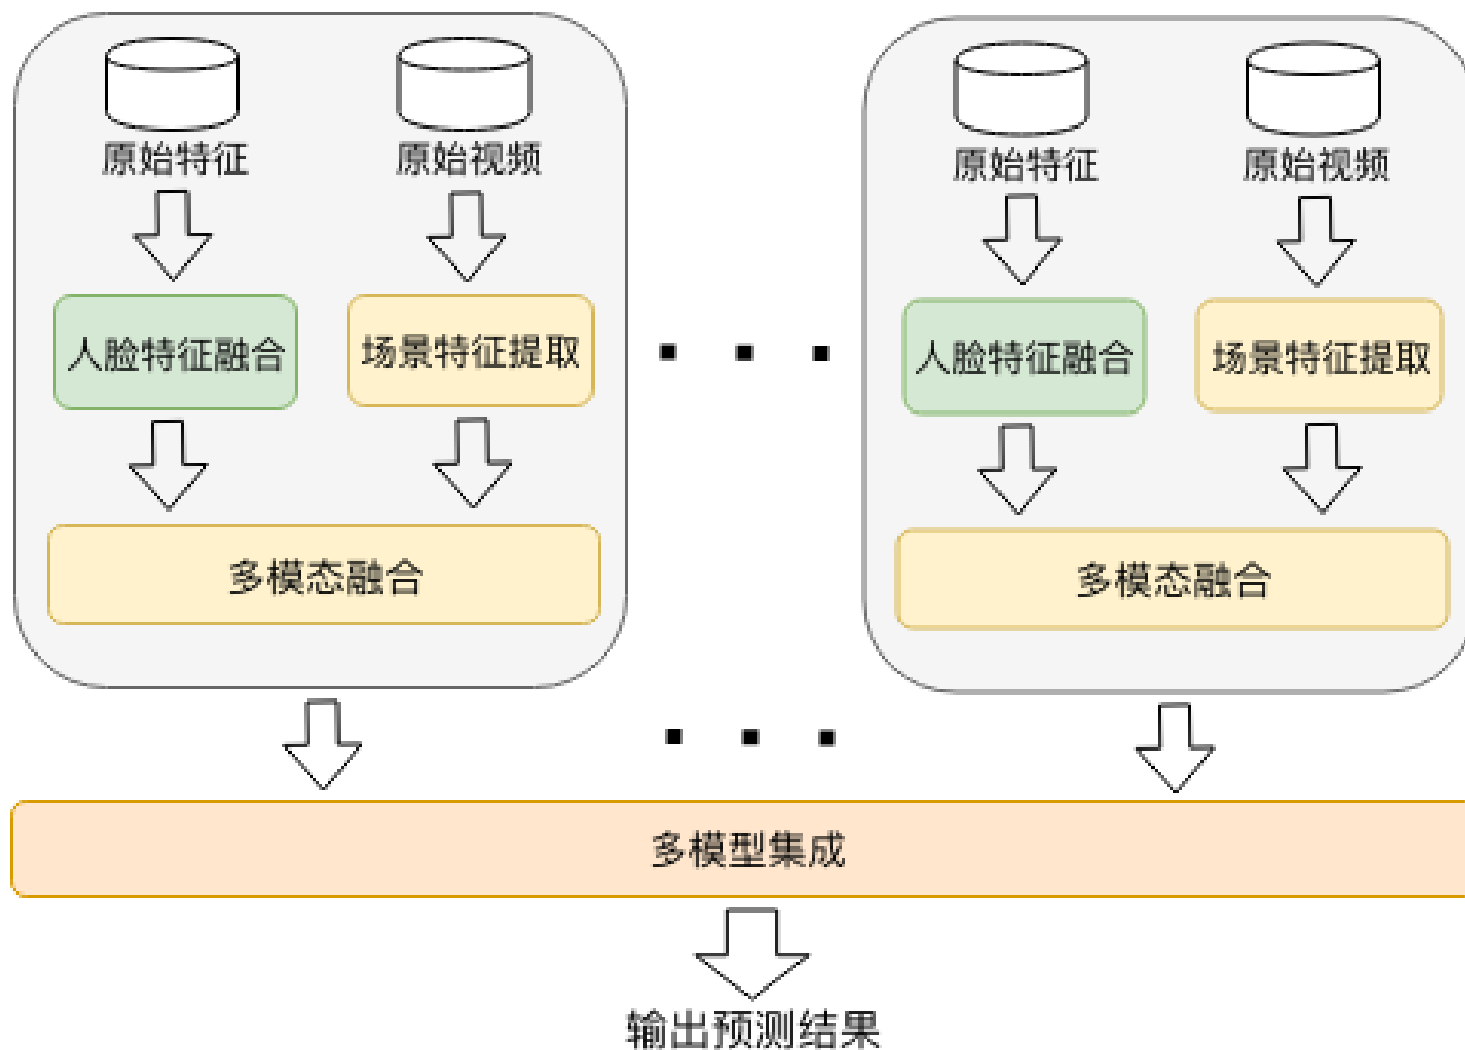 原始特征 原始视频 原始特征 原始视频
人脸特征融合 场景特征提取 人脸特征融合 场景特征提取
多模态融合 多模态融合
多模型集成
输出预测结果